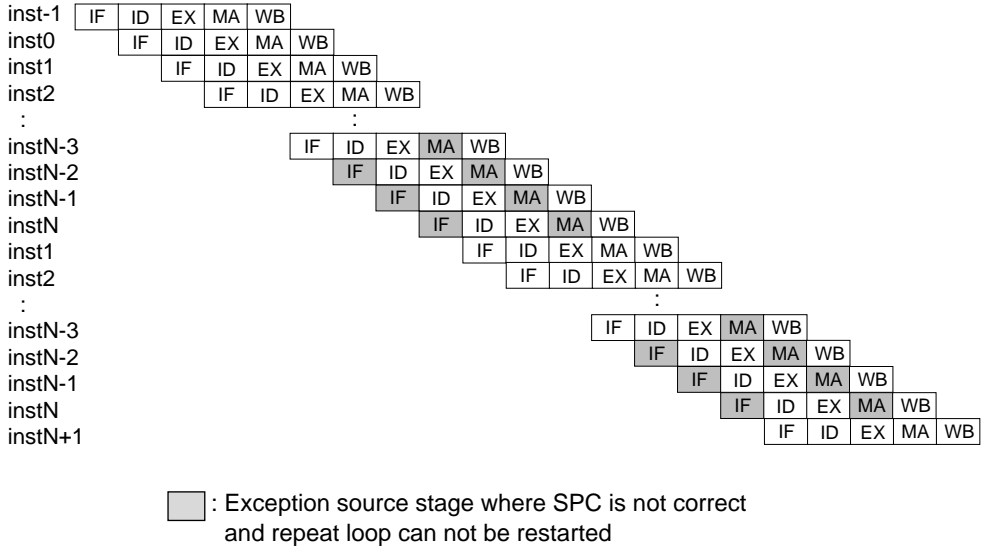 inst-1 IF ID EX MA WB
inst0 IF ID EX MA WB
inst1 IF ID EX MA WB
inst2 IF ID EX MA WB
: :
instN-3 IF ID EX MA WB
instN-2 IF ID EX MA WB
instN-1 IF ID EX MA WB
instN IF ID EX MA WB
inst1 IF ID EX MA WB
inst2 IF ID EX MA WB
: :
instN-3 IF ID EX MA WB
instN-2 IF ID EX MA WB
instN-1 IF ID EX MA WB
instN IF ID EX MA WB
instN+1 IF ID EX MA WB
: Exception source stage where SPC is not correct
and repeat loop can not be restarted